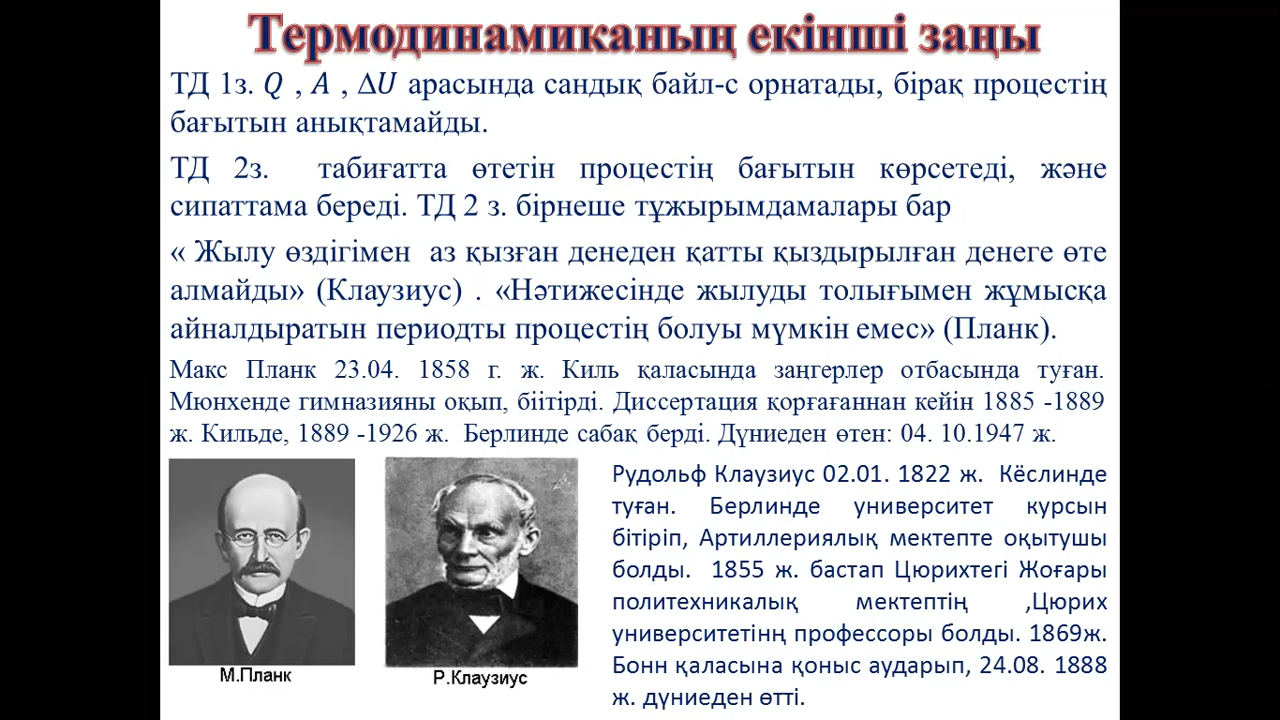 Термодинамиканың екінші заңы
ТД 1з. Q , A , ∆U арасында сандық байл-с орнатады, бірақ процестің
бағытын анықтамайды.
ТД 2з. табиғатта өтетін процестің бағытын көрсетеді, және
сипаттама береді. ТД 2 з. бірнеше тұжырымдамалары бар
« Жылу өздігімен аз қызған денеден қатты қыздырылған денеге өте
алмайды» (Клаузиус) . «Нәтижесінде жылуды толығымен жұмысқа
айналдыратын периодты процестің болуы мүмкін емес» (Планк).
Макс Планк 23.04. 1858 г. ж. Киль қаласында заңгерлер отбасында туған.
Мюнхенде гимназияны оқып, біітірді. Диссертация қорғағаннан кейін 1885 -1889
ж. Кильде, 1889 -1926 ж. Берлинде сабақ берді. Дүниеден өтен: 04. 10.1947 ж.
М.Планк
Р.Клаузиус
Рудольф Клаузиус 02.01. 1822 ж. Кёслинде
туған. Берлинде университет курсын
бітіріп, Артиллериялық мектепте оқытушы
болды. 1855 ж. бастап Цюрихтегі Жоғары
политехникалық мектептің ,Цюрих
университетінң профессоры болды. 1869ж.
Бонн қаласына қоныс аударып, 24.08. 1888
ж. дүниеден өтті.